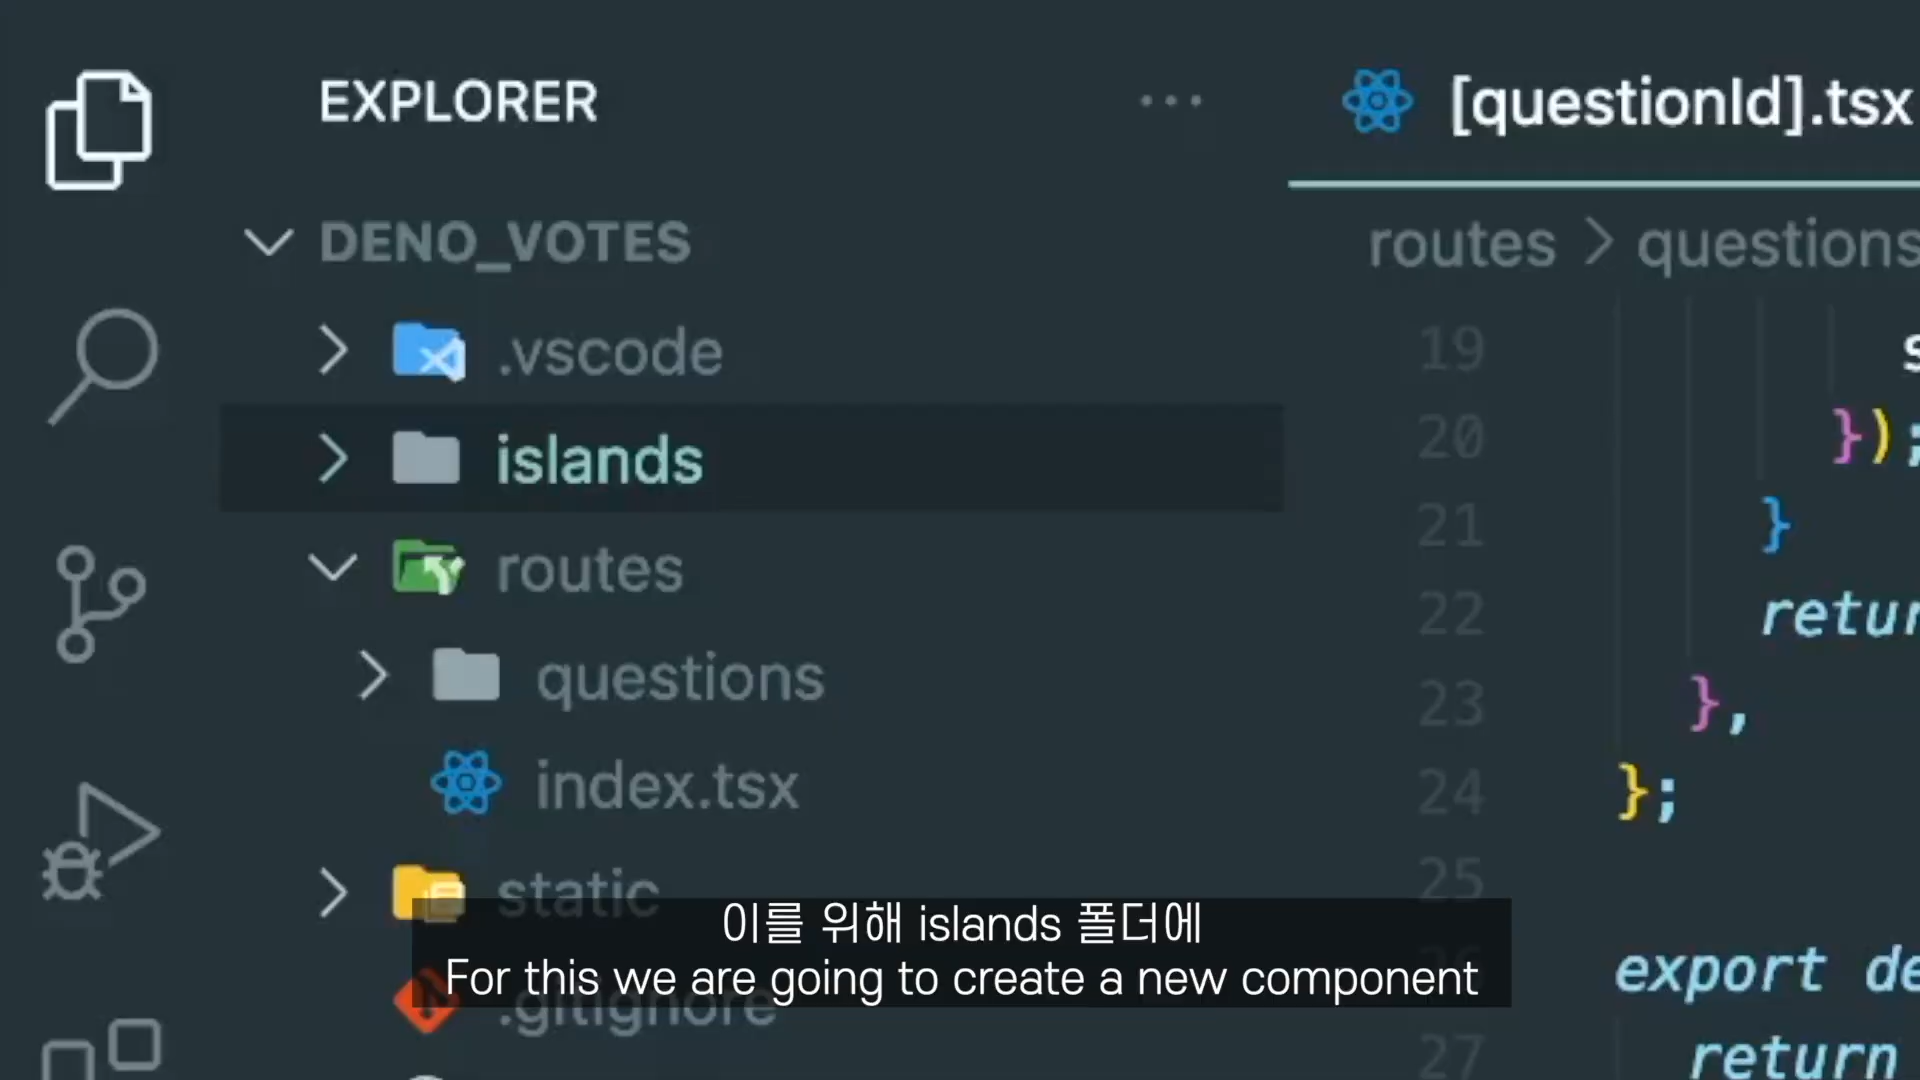 EXPLORER
DENO_VOTES
.vscode
islands
routes
questions
index.tsx
static
.gitignore
[questionId].tsx
routes > questions
19
20 });
21 }
22
23 },
24 };
25
export
27 return
이를 위해 islands 폴더에
For this we are going to create a new component